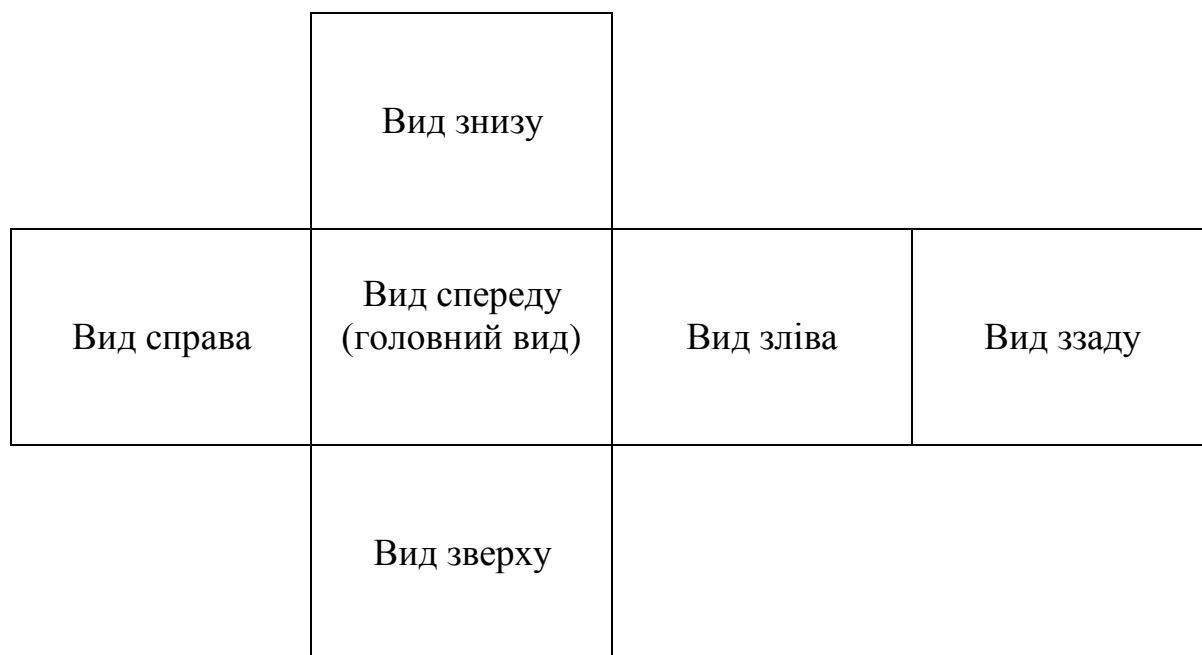 Вид знизу
Вид справа
Вид спереду
(головний вид)
Вид зліва
Вид ззаду
Вид зверху